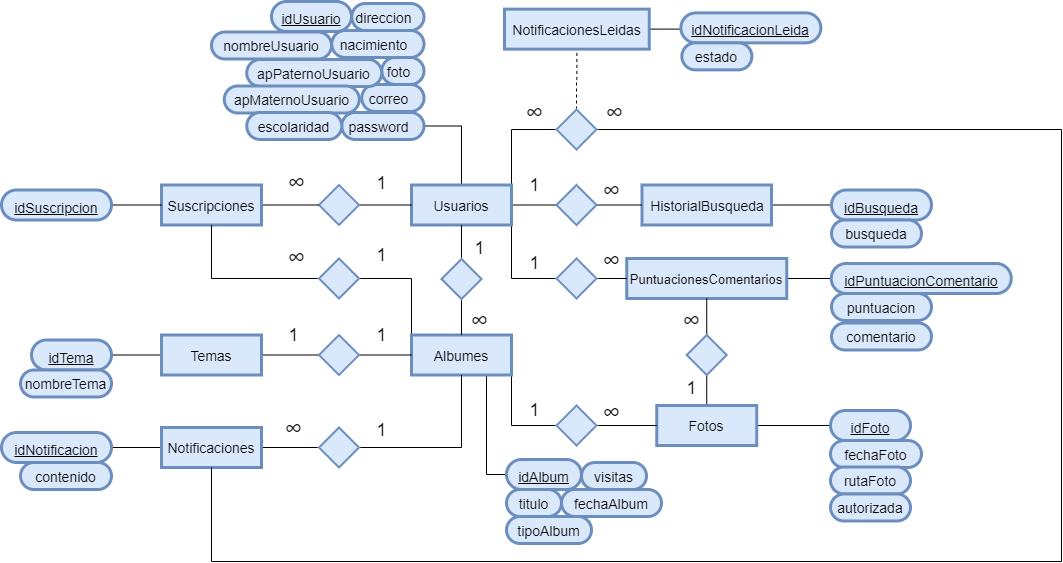 idUsuario direccion
nombreUsuario nacimiento
apPaternoUsuario foto
apMaternoUsuario correo
escolaridad password
NotificacionesLeidas
idNotificacionLeida
estado
∞ ∞
idSuscripcion
Suscripciones
∞ 1
Usuarios
1 ∞
HistorialBusqueda
idBusqueda
busqueda
∞ 1
1
∞
1 ∞
PuntuacionesComentarios
idPuntuacionComentario
puntuacion
comentario
∞
1
idTema
nombreTema
Temas
1 1
Albumes
1 ∞
Fotos
idFoto
fechaFoto
rutaFoto
autorizada
idNotificacion
contenido
Notificaciones
∞ 1
idAlbum visitas
titulo fechaAlbum
tipoAlbum